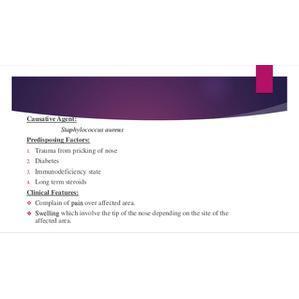 Causative Agent:
Staphylococcus aureus
Predisposing Factors:
1. Trauma from pricking of nose
2. Diabetes
3. Immunodeficiency state
4. Long term steroids
Clinical Features:
❖ Complain of pain over affected area.
❖ Swelling which involve the tip of the nose depending on the site of the
affected area.